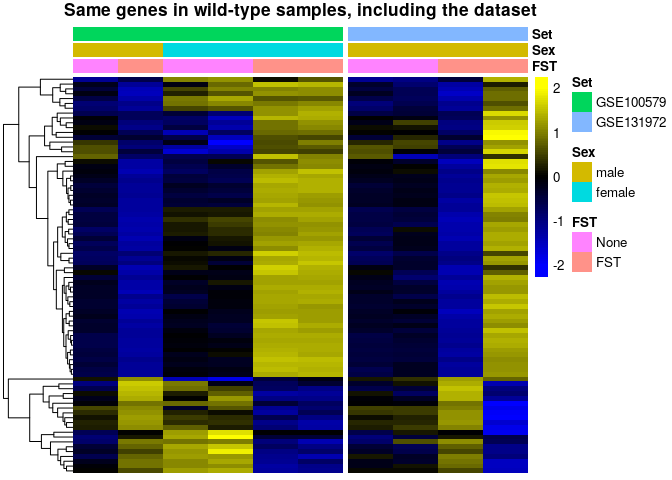 Same genes in wild-type samples, including the dataset
Set
Sex
FST
2
1
0
-1
-2
Set
GSE100579
GSE131972
Sex
male
female
FST
None
FST